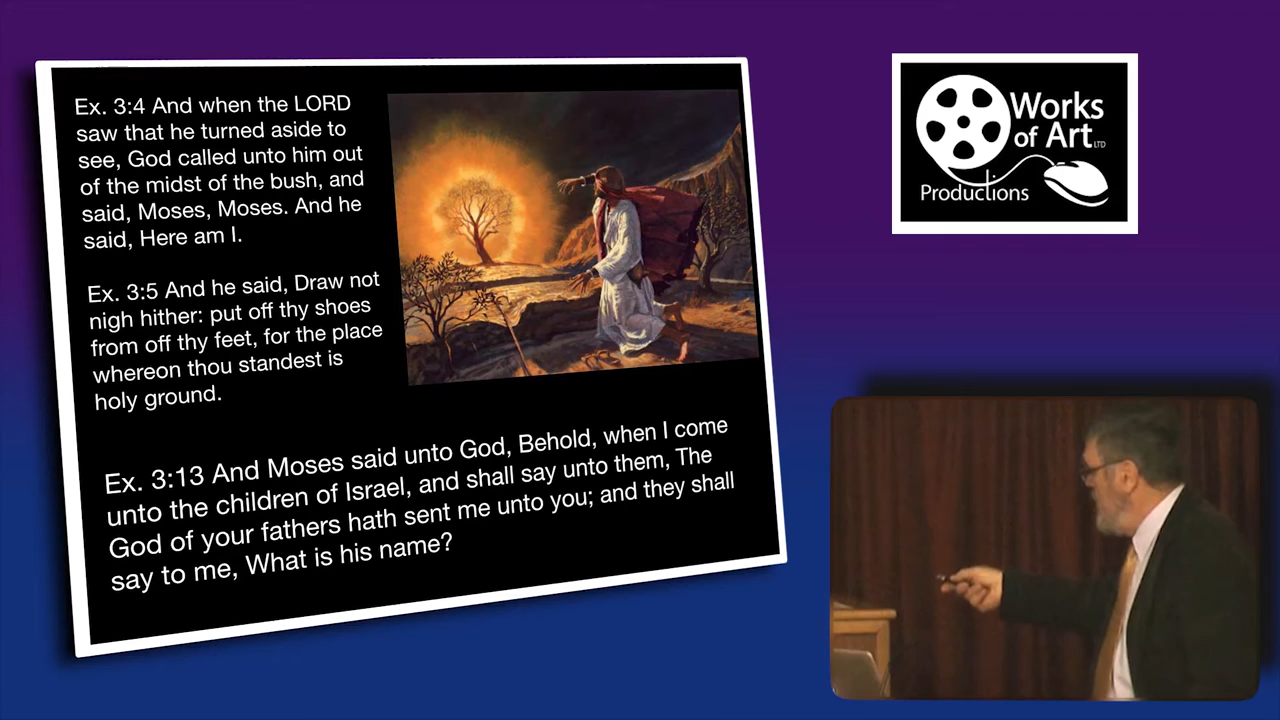 Ex. 3:4 And when the LORD
saw that he turned aside to
see, God called unto him out
of the midst of the bush, and
said, Moses, Moses. And he
said, Here am I.
Ex. 3:5 And he said, Draw not
nigh hither: put off thy shoes
from off thy feet, for the place
whereon thou standest is
holy ground.
Ex. 3:13 And Moses said unto God, Behold, when I come
unto the children of Israel, and shall say unto them, The
God of your fathers hath sent me unto you; and they shall
say to me, What is his name?
Works
of Art LTD
Productions